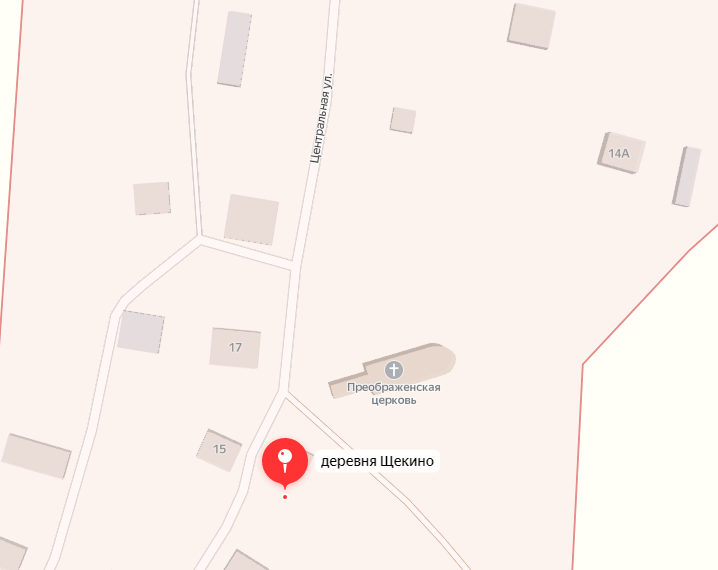 Центральная ул.
14А
17
Преображенская
церковь
15
деревня Щекино